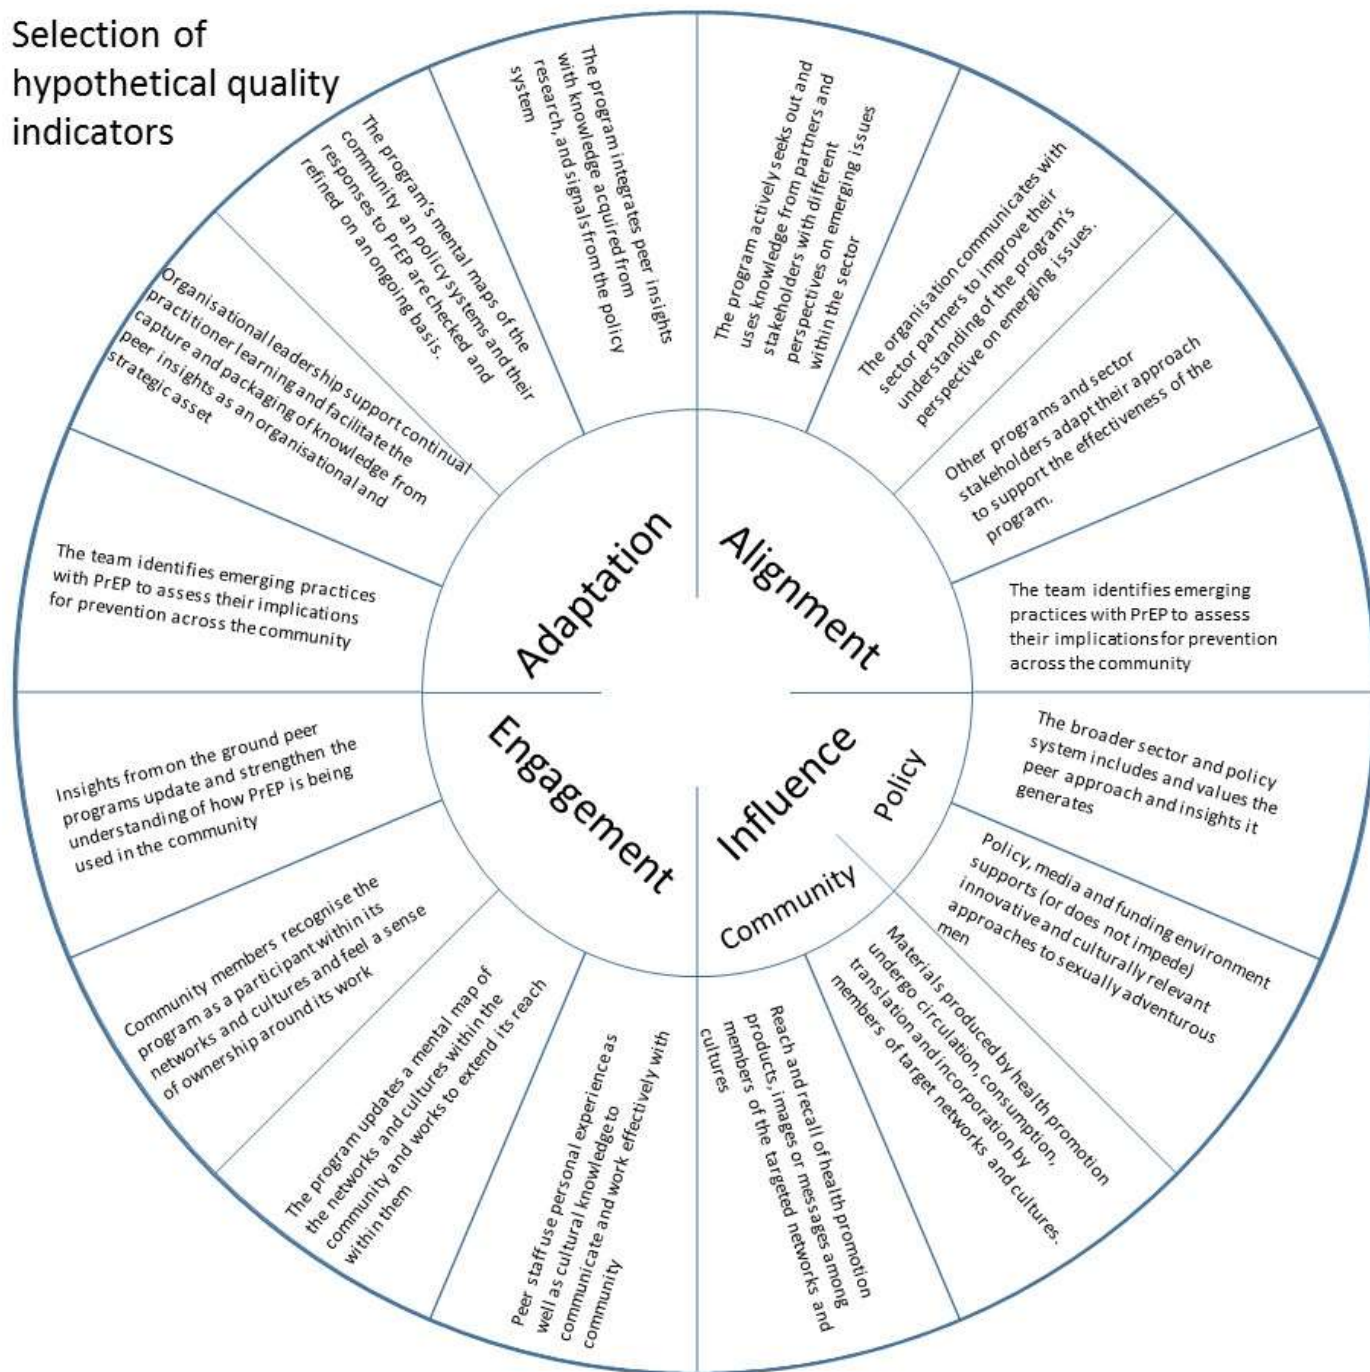 Selection of
hypothetical quality
indicators
The program integrates peer insights
with knowledge acquired from
research, and signals from the policy
system
The program actively seeks out and
uses knowledge from partners and
stakeholders with different
perspectives on emerging issues
within the sector
The organisation communicates with
sector partners to improve their
understanding of the program's
perspective on emerging issues.
Other programs and sector
stakeholders adapt their approach
to support the effectiveness of the
program.
The team identifies emerging
practices with PrEP to assess
their implications for prevention
across the community
The broader sector and policy
system includes and values the
peer approach and insights it
generates
Policy, media and funding environment
supports (or does not impede)
innovative and culturally relevant
approaches to sexually adventurous
men
Materials produced by health promotion
undergo circulation, consumption,
translation and incorporation by
members of target networks and cultures.
Reach and recall of health promotion
products, images or messages among
members of the targeted networks and
cultures
Peer staff use personal experience as
well as cultural knowledge to
communicate and work effectively with
community
The program updates a mental map of
the networks and cultures within the
community and works to extend its reach
within them
Community members recognise the
program as a participant within its
networks and cultures and feel a sense
of ownership around its work
Insights from on the ground peer
programs update and strengthen the
understanding of how PrEP is being
used in the community
The team identifies emerging practices
with PrEP to assess their implications
for prevention across the community
Organisational leadership support continual
practitioner learning and facilitate the
capture and packaging of knowledge from
peer insights as an organisational and
strategic asset
The program's mental maps of the
community an policy systems and their
responses to PrEP are checked and
refined on an ongoing basis.
Adaptation
Alignment
Engagement
Influence
Policy
Community